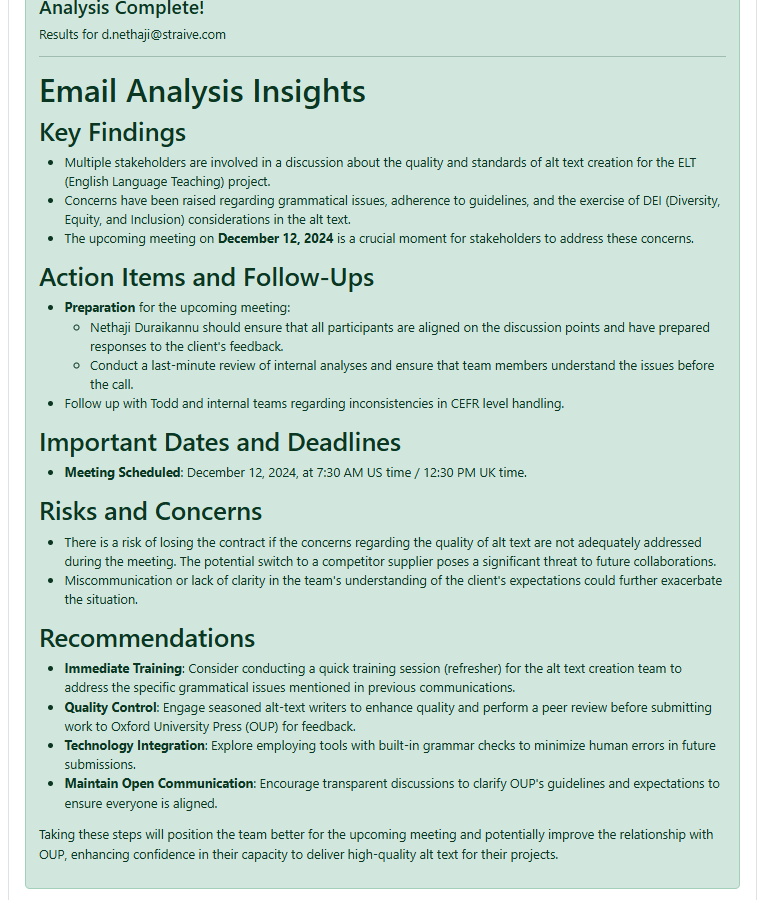 Analysis Complete!
Results for d.nethaji@straive.com
Email Analysis Insights
Key Findings
• Multiple stakeholders are involved in a discussion about the quality and standards of alt text creation for the ELT
(English Language Teaching) project.
• Concerns have been raised regarding grammatical issues, adherence to guidelines, and the exercise of DEI (Diversity,
Equity, and Inclusion) considerations in the alt text.
• The upcoming meeting on December 12, 2024 is a crucial moment for stakeholders to address these concerns.
Action Items and Follow-Ups
• Preparation for the upcoming meeting:
◦ Nethaji Duraikannu should ensure that all participants are aligned on the discussion points and have prepared
responses to the client's feedback.
◦ Conduct a last-minute review of internal analyses and ensure that team members understand the issues before
the call.
• Follow up with Todd and internal teams regarding inconsistencies in CEFR level handling.
Important Dates and Deadlines
• Meeting Scheduled: December 12, 2024, at 7:30 AM US time / 12:30 PM UK time.
Risks and Concerns
• There is a risk of losing the contract if the concerns regarding the quality of alt text are not adequately addressed
during the meeting. The potential switch to a competitor supplier poses a significant threat to future collaborations.
• Miscommunication or lack of clarity in the team's understanding of the client's expectations could further exacerbate
the situation.
Recommendations
• Immediate Training: Consider conducting a quick training session (refresher) for the alt text creation team to
address the specific grammatical issues mentioned in previous communications.
• Quality Control: Engage seasoned alt-text writers to enhance quality and perform a peer review before submitting
work to Oxford University Press (OUP) for feedback.
• Technology Integration: Explore employing tools with built-in grammar checks to minimize human errors in future
submissions.
• Maintain Open Communication: Encourage transparent discussions to clarify OUP's guidelines and expectations to
ensure everyone is aligned.
Taking these steps will position the team better for the upcoming meeting and potentially improve the relationship with
OUP, enhancing confidence in their capacity to deliver high-quality alt text for their projects.